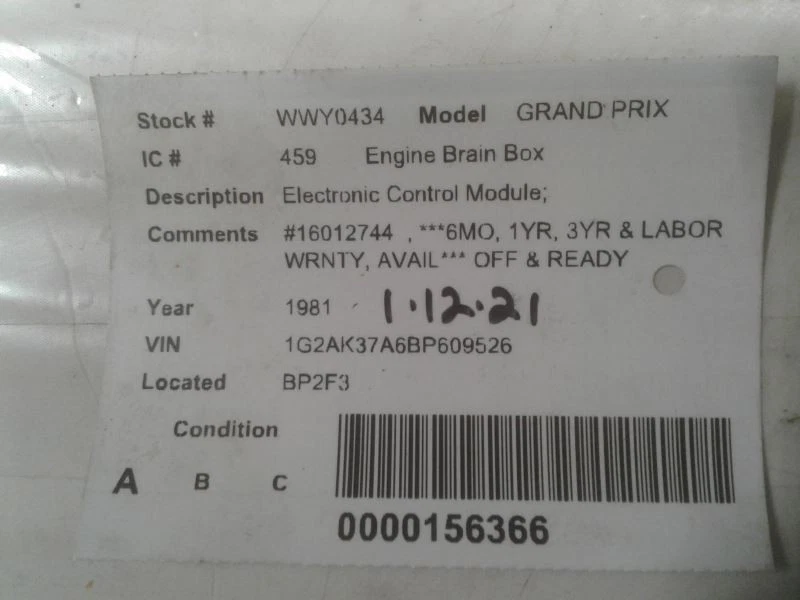 Stock # WWY0434 Model GRAND PRIX
IC # 459 Engine Brain Box
Description Electronic Control Module;
Comments #16012744 , ***6MO, 1YR, 3YR & LABOR
WRNTY, AVAIL*** OFF & READY
Year 1981 1.12.21
VIN 1G2AK37A6BP609526
Located BP2F3
Condition
A B C
0000156366